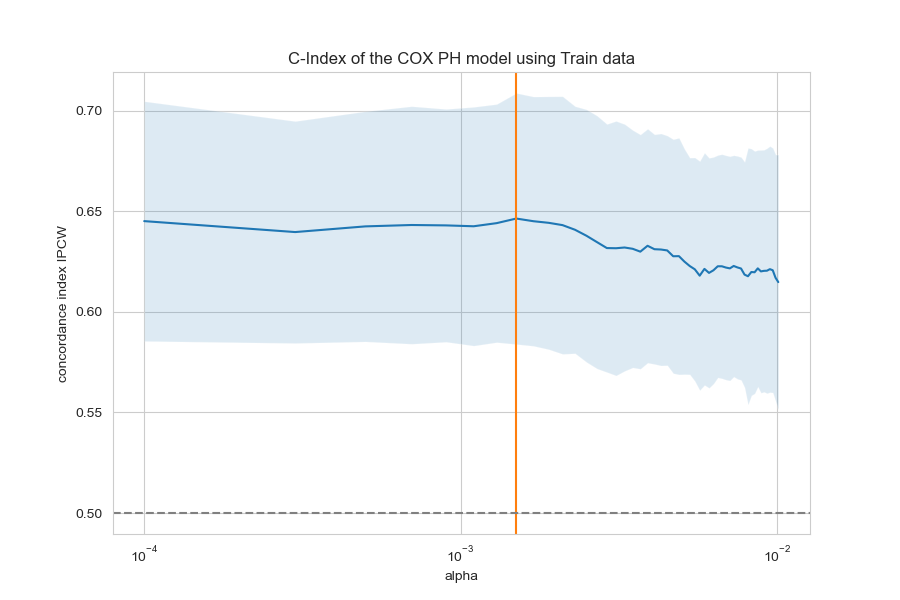 C-Index of the COX PH model using Train data
concordance index IPCW
0.70
0.65
0.60
0.55
0.50
10⁻⁴
10⁻³
10⁻²
alpha